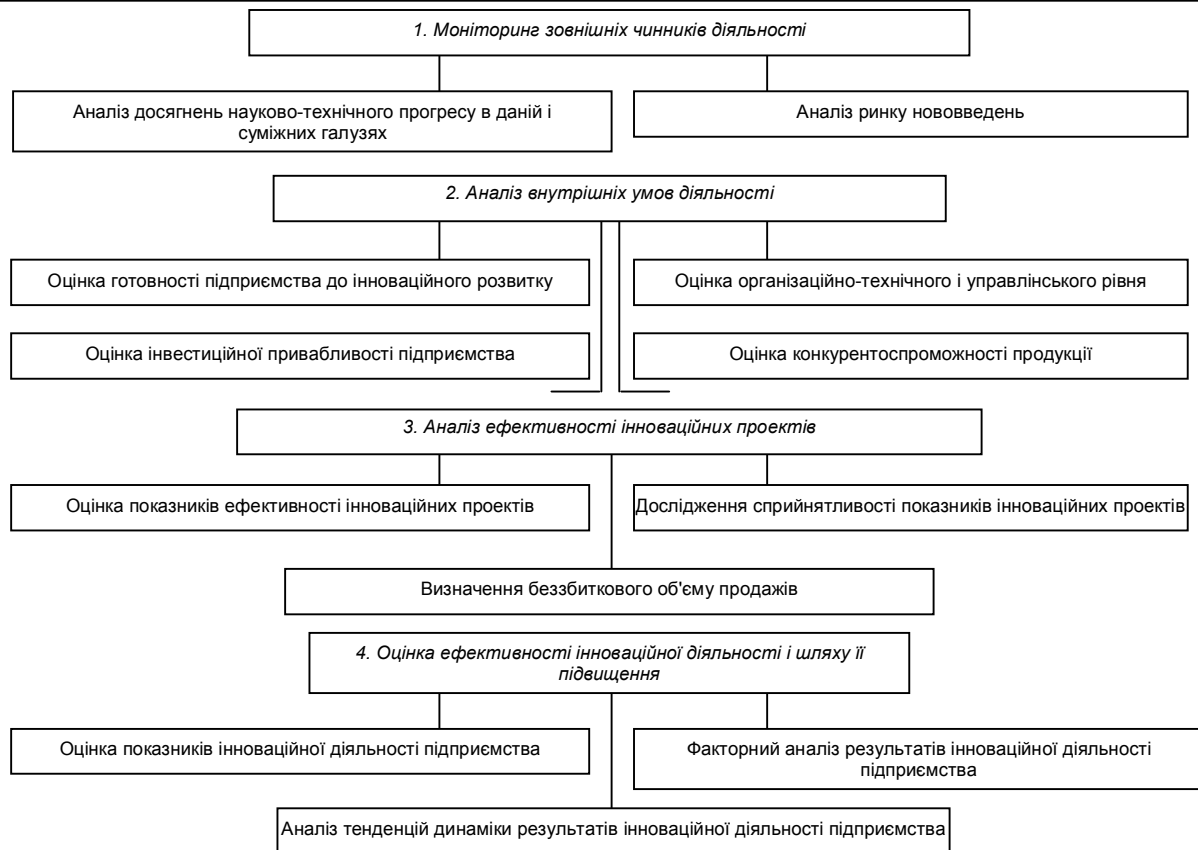 1. Моніторинг зовнішніх чинників діяльності
Аналіз досягнень науково-технічного прогресу в даній і
суміжних галузях
Аналіз ринку нововведень
2. Аналіз внутрішніх умов діяльності
Оцінка готовності підприємства до інноваційного розвитку
Оцінка організаційно-технічного і управлінського рівня
Оцінка інвестиційної привабливості підприємства
Оцінка конкурентоспроможності продукції
3. Аналіз ефективності інноваційних проектів
Оцінка показників ефективності інноваційних проектів
Дослідження сприйнятливості показників інноваційних проектів
Визначення беззбиткового об'єму продажів
4. Оцінка ефективності інноваційної діяльності і шляху її
підвищення
Оцінка показників інноваційної діяльності підприємства
Факторний аналіз результатів інноваційної діяльності
підприємства
Аналіз тенденцій динаміки результатів інноваційної діяльності підприємства